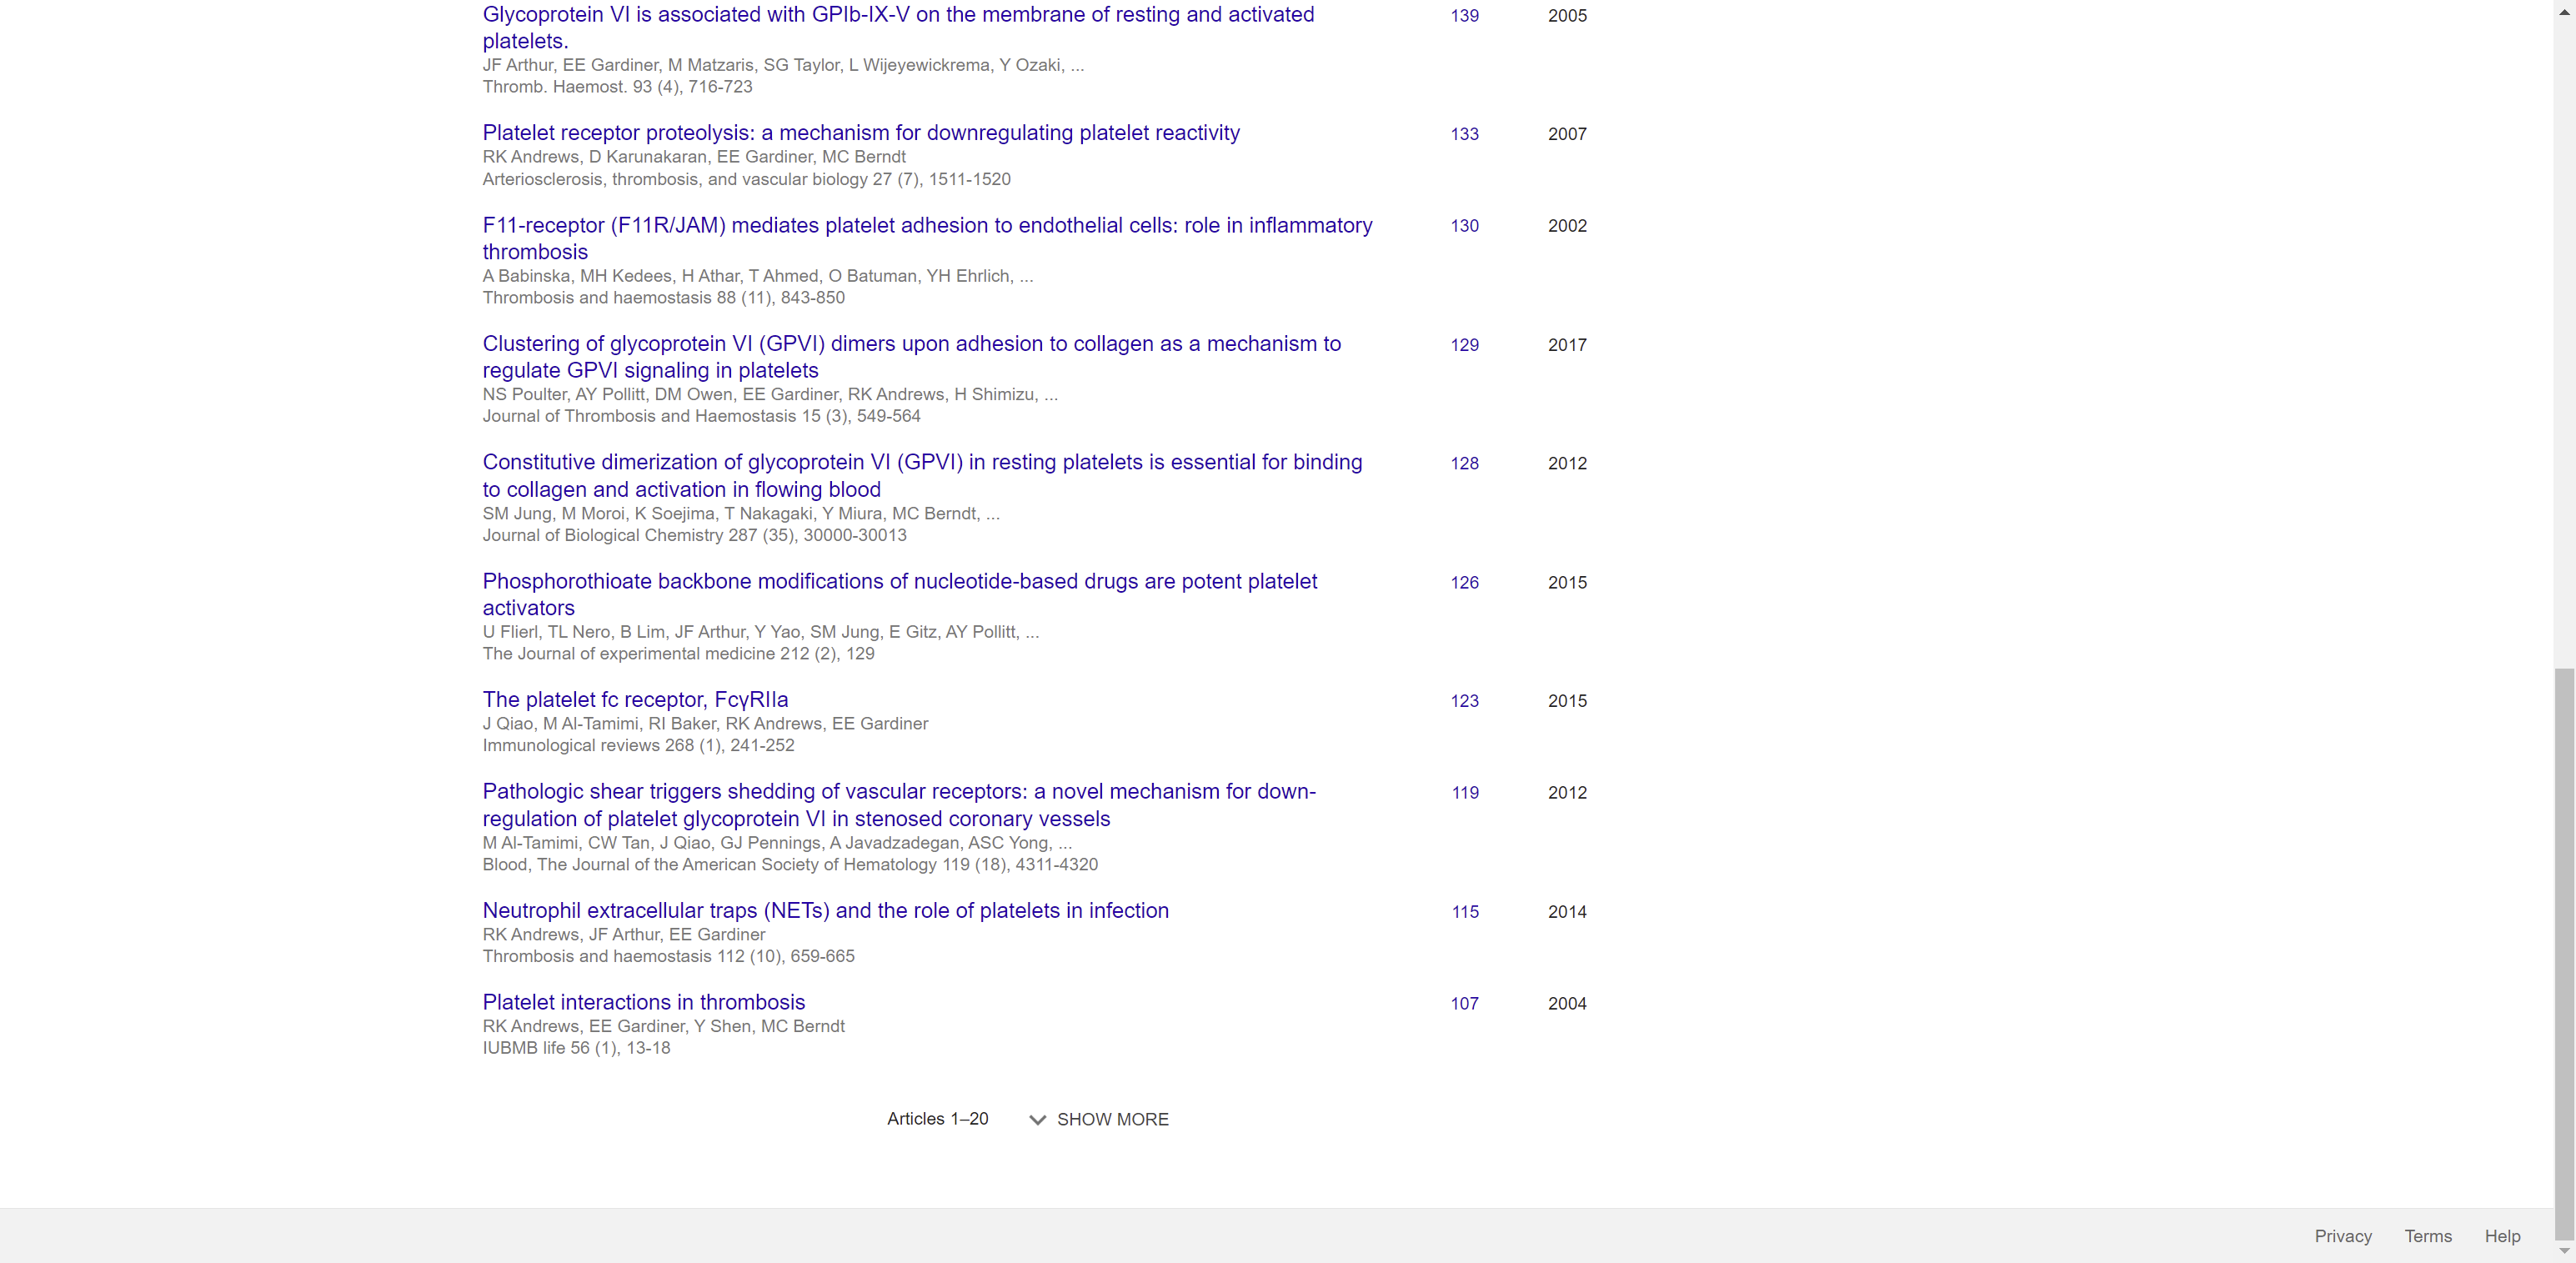 Glycoprotein VI is associated with GPIb-IX-V on the membrane of resting and activated 139 2005
platelets.
JF Arthur, EE Gardiner, M Matzaris, SG Taylor, L Wijeyewickrema, Y Ozaki, ...
Thromb. Haemost. 93 (4), 716-723
Platelet receptor proteolysis: a mechanism for downregulating platelet reactivity 133 2007
RK Andrews, D Karunakaran, EE Gardiner, MC Berndt
Arteriosclerosis, thrombosis, and vascular biology 27 (7), 1511-1520
F11-receptor (F11R/JAM) mediates platelet adhesion to endothelial cells: role in inflammatory 130 2002
thrombosis
A Babinska, MH Kedees, H Athar, T Ahmed, O Batuman, YH Ehrlich, ...
Thrombosis and haemostasis 88 (11), 843-850
Clustering of glycoprotein VI (GPVI) dimers upon adhesion to collagen as a mechanism to 129 2017
regulate GPVI signaling in platelets
NS Poulter, AY Pollitt, DM Owen, EE Gardiner, RK Andrews, H Shimizu, ...
Journal of Thrombosis and Haemostasis 15 (3), 549-564
Constitutive dimerization of glycoprotein VI (GPVI) in resting platelets is essential for binding 128 2012
to collagen and activation in flowing blood
SM Jung, M Moroi, K Soejima, T Nakagaki, Y Miura, MC Berndt, ...
Journal of Biological Chemistry 287 (35), 30000-30013
Phosphorothioate backbone modifications of nucleotide-based drugs are potent platelet 126 2015
activators
U Flierl, TL Nero, B Lim, JF Arthur, Y Yao, SM Jung, E Gitz, AY Pollitt, ...
The Journal of experimental medicine 212 (2), 129
The platelet fc receptor, FcγRIIa 123 2015
J Qiao, M Al-Tamimi, RI Baker, RK Andrews, EE Gardiner
Immunological reviews 268 (1), 241-252
Pathologic shear triggers shedding of vascular receptors: a novel mechanism for down- 119 2012
regulation of platelet glycoprotein VI in stenosed coronary vessels
M Al-Tamimi, CW Tan, J Qiao, GJ Pennings, A Javadzadegan, ASC Yong, ...
Blood, The Journal of the American Society of Hematology 119 (18), 4311-4320
Neutrophil extracellular traps (NETs) and the role of platelets in infection 115 2014
RK Andrews, JF Arthur, EE Gardiner
Thrombosis and haemostasis 112 (10), 659-665
Platelet interactions in thrombosis 107 2004
RK Andrews, EE Gardiner, Y Shen, MC Berndt
IUBMB life 56 (1), 13-18
Articles 1–20 SHOW MORE
Privacy Terms Help